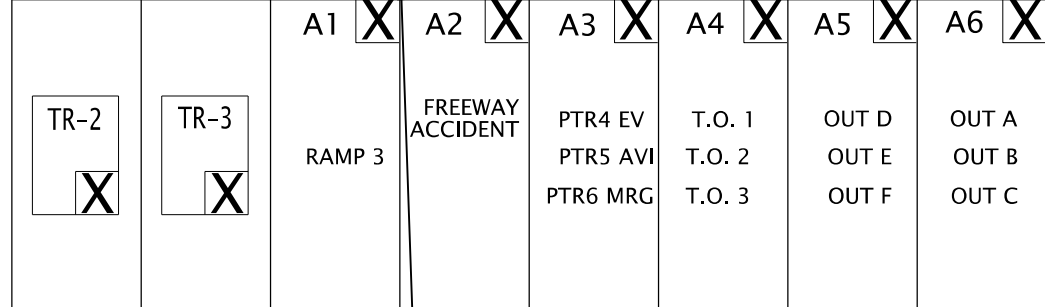 A1 X A2 X A3 X A4 X A5 X A6 X
TR-2 X
TR-3 X
RAMP 3
FREEWAY
ACCIDENT
PTR4 EV
PTR5 AVI
PTR6 MRG
T.O. 1
T.O. 2
T.O. 3
OUT D
OUT E
OUT F
OUT A
OUT B
OUT C